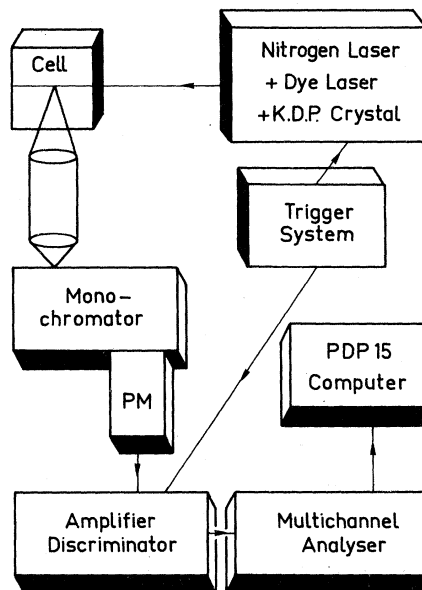 Cell
Nitrogen Laser
+ Dye Laser
+K.D.P. Crystal
Trigger
System
Mono-
chromator
PM
PDP 15
Computer
Amplifier
Discriminator
Multichannel
Analyser